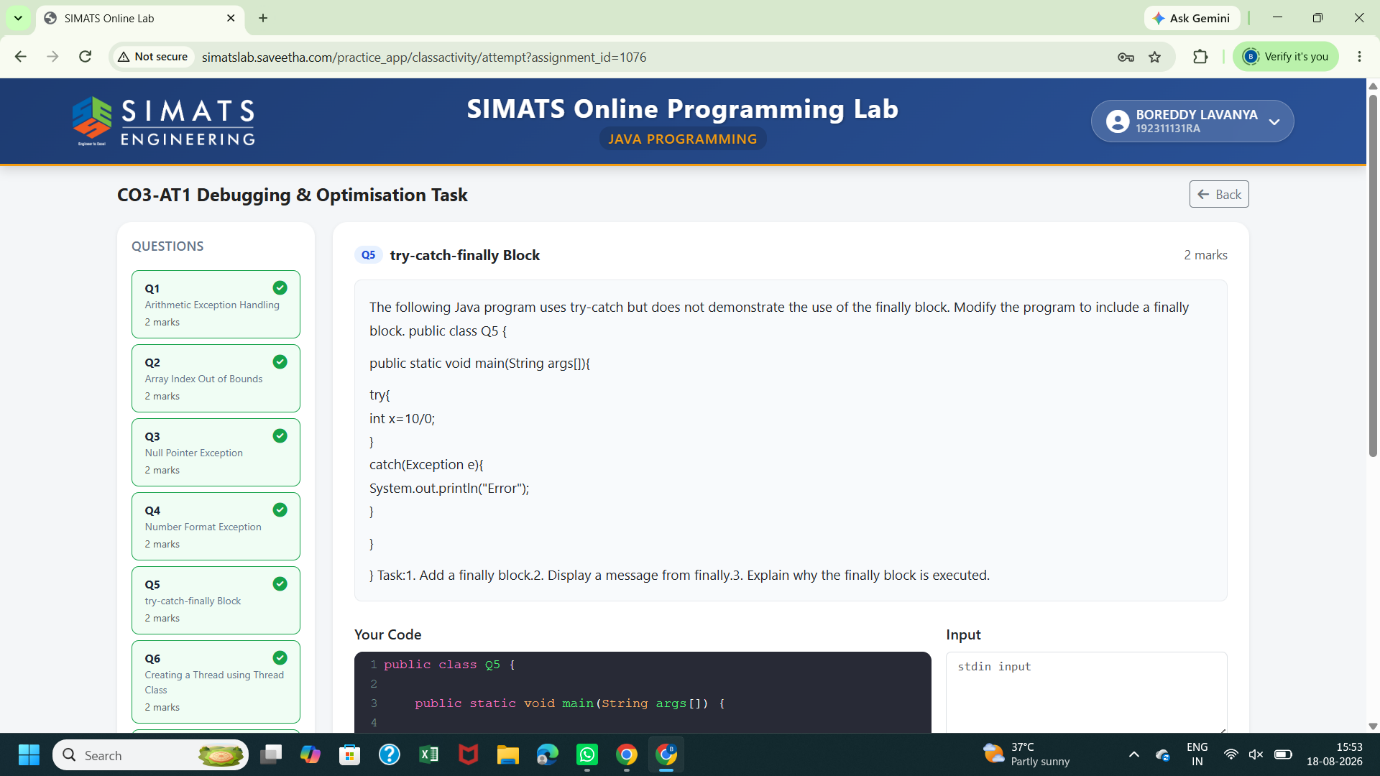 SIMATS Online Lab
Ask Gemini
Not secure
simatslab.saveetha.com/practice_app/classactivity/attempt?assignment_id=1076
B
Verify it's you
SIMATS
ENGINEERING
Engineer to Excel
SIMATS Online Programming Lab
JAVA PROGRAMMING
BOREDDY LAVANYA
192311131RA
CO3-AT1 Debugging & Optimisation Task
Back
QUESTIONS
Q1
Arithmetic Exception Handling
2 marks
Q2
Array Index Out of Bounds
2 marks
Q3
Null Pointer Exception
2 marks
Q4
Number Format Exception
2 marks
Q5
try-catch-finally Block
2 marks
Q6
Creating a Thread using Thread
Class
2 marks
Q5 try-catch-finally Block
2 marks
The following Java program uses try-catch but does not demonstrate the use of the finally block. Modify the program to include a finally
block. public class Q5 {
public static void main(String args[]){
try{
int x=10/0;
}
catch(Exception e){
System.out.println("Error");
}
}
} Task:1. Add a finally block.2. Display a message from finally.3. Explain why the finally block is executed.
Your Code
1 public class Q5 {
2
3 public static void main(String args[]) {
4
Input
stdin input
Search
37°C
Partly sunny
ENG
IN
15:53
18-08-2026